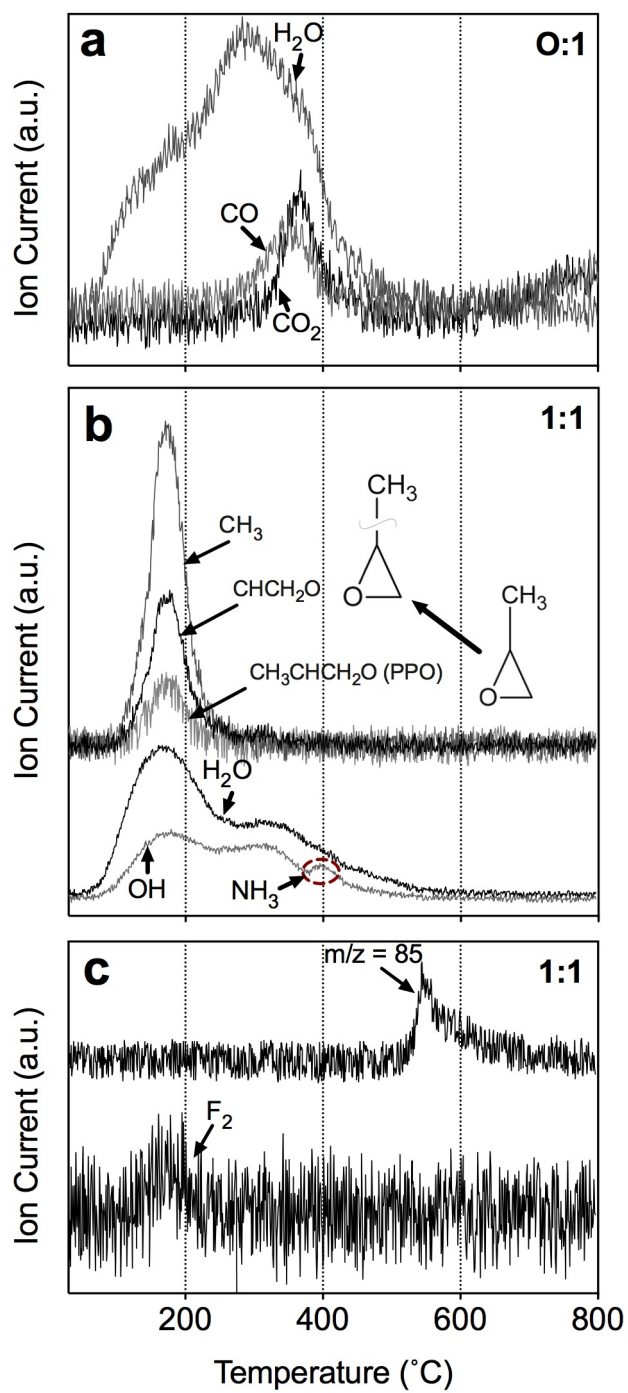 a
H₂O
O:1
CO
CO₂
Ion Current (a.u.)
b
1:1
CH₃
CH₃
CHCH₂O
O
CH₃
CH₃CHCH₂O (PPO)
O
H₂O
OH
NH₃
Ion Current (a.u.)
c
m/z = 85
1:1
F₂
Ion Current (a.u.)
200
400
600
800
Temperature (˚C)